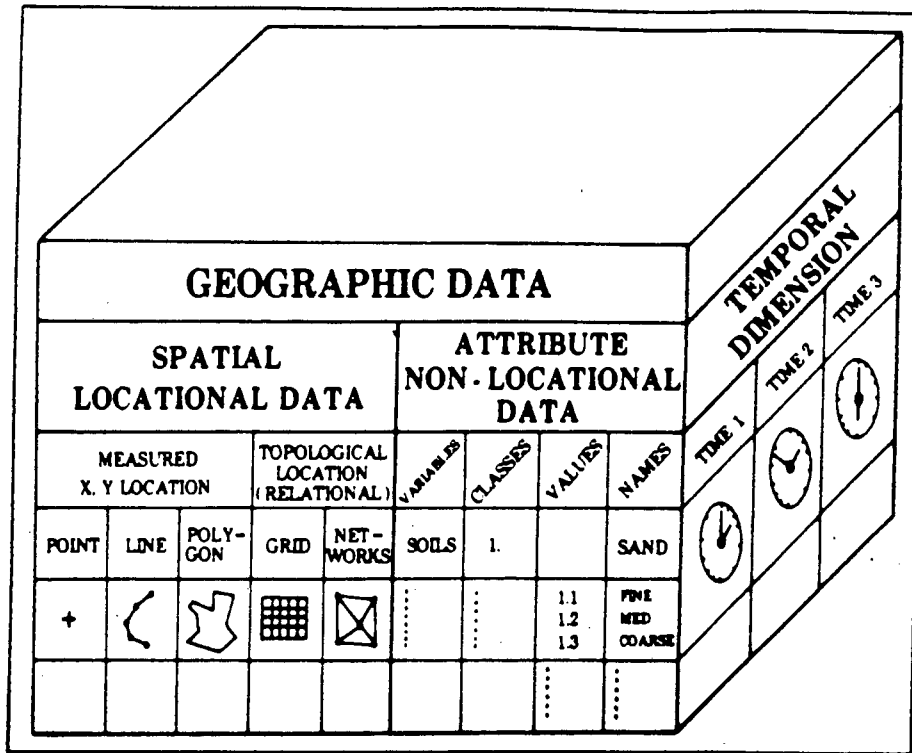 GEOGRAPHIC DATA
TEMPORAL
DIMENSION
SPATIAL
LOCATIONAL DATA
ATTRIBUTE
NON-LOCATIONAL
DATA
TIME 1
TIME 2
TIME 3
MEASURED
X. Y LOCATION
TOPOLOGICAL
LOCATION
(RELATIONAL)
VARIABLES
CLASSES
VALUES
NAMES
POINT
LINE
POLY-
GON
GRID
NET-
WORKS
SOILS
1.
SAND
1.1
FINE
1.2
MED
1.3
COARSE